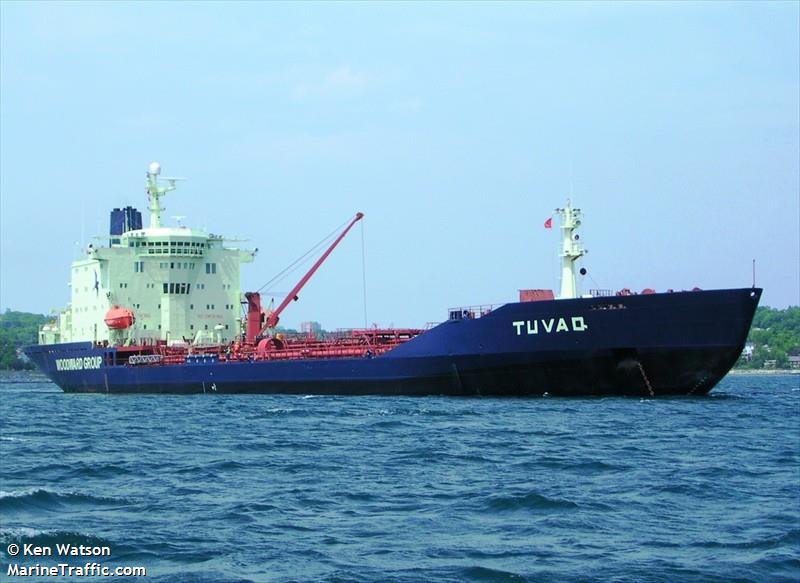 TUVAQ
WOODWARD GROUP
© Ken Watson
MarineTraffic.com